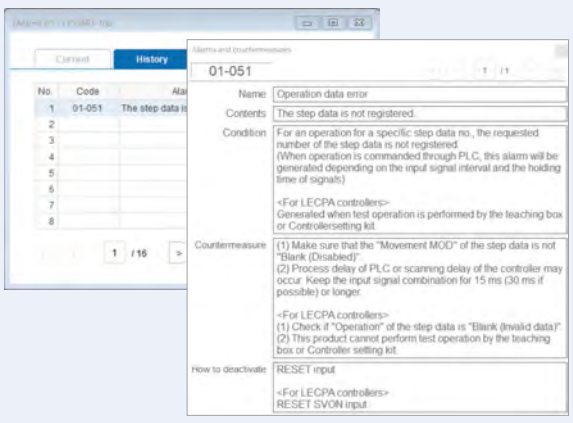 Current
History
No.
Code
1
01-051
The step data is
2
3
4
5
6
7
8
1 / 16 >
Alarms and countermeasures
01-051
1 / 1
Name
Operation data error
Contents
The step data is not registered.
Condition
For an operation for a specific step data no., the requested
number of the step data is not registered.
(When operation is commanded through PLC, this alarm will be
generated depending on the input signal interval and the holding
time of signals)
<For LECPA controllers>
Generated when test operation is performed by the teaching box
or Controllersetting kit
Countermeasure
(1) Make sure that the "Movement MOD" of the step data is not
"Blank (Disabled)".
(2) Process delay of PLC or scanning delay of the controller may
occur. Keep the input signal combination for 15 ms (30 ms if
possible) or longer.
<For LECPA controllers>
(1) Check if "Operation" of the step data is "Blank (Invalid data)".
(2) This product cannot perform test operation by the teaching
box or Controller setting kit.
How to deactivate
RESET input
<For LECPA controllers>
RESET SVON input